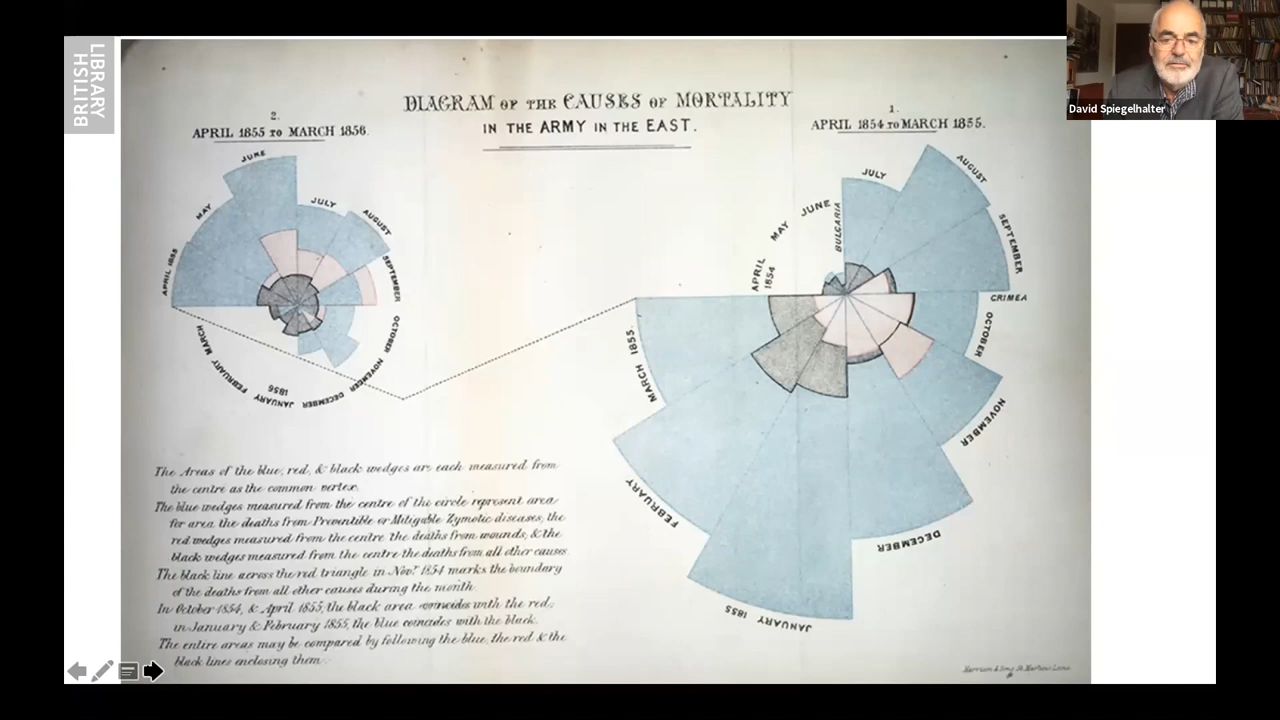 BRITISH
LIBRARY
David Spiegelhalter
DIAGRAM OF THE CAUSES OF MORTALITY
IN THE ARMY IN THE EAST.
2.
APRIL 1855 TO MARCH 1856.
1.
APRIL 1854 TO MARCH 1855.
APRIL 1855
MAY
JUNE
JULY
AUGUST
SEPTEMBER
OCTOBER
NOVEMBER
DECEMBER
JANUARY
1856
FEBRUARY
MARCH
APRIL
1854
MAY
JUNE
BULGARIA
JULY
AUGUST
SEPTEMBER
CRIMEA
OCTOBER
NOVEMBER
DECEMBER
JANUARY 1855
FEBRUARY
MARCH 1855
The Areas of the blue, red, & black wedges are each measured from
the centre as the common vertex.
The blue wedges measured from the centre of the circle represent area
for area the deaths from Preventible or Mitigable Zymotic diseases, the
red wedges measured from the centre the deaths from wounds, & the
black wedges measured from the centre the deaths from all other causes.
The black line across the red triangle in Novr. 1854 marks the boundary
of the deaths from all other causes during the month.
In October 1854, & April 1855, the black area coincides with the red,
in January & February 1855, the blue coincides with the black.
The entire areas may be compared by following the blue, the red & the
black lines enclosing them.
Harrison & Sons, St. Martins Lane